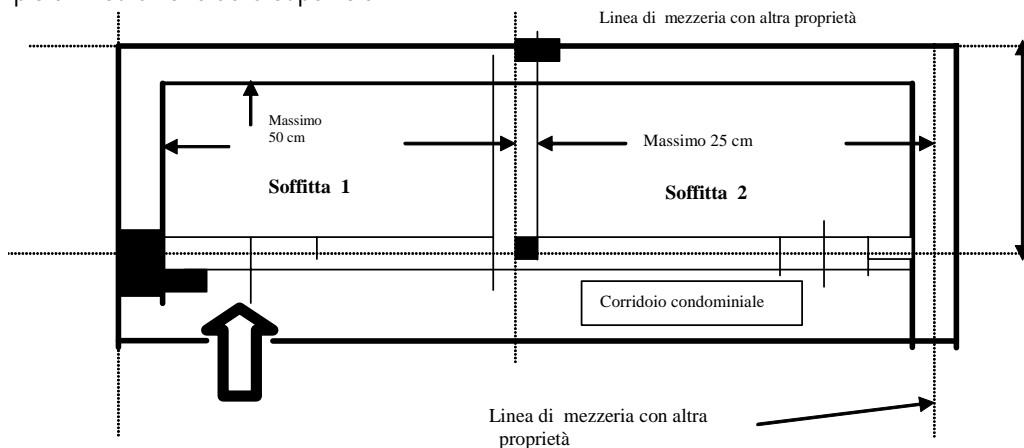 Linea di mezzeria con altra proprietà
Massimo
50 cm
Massimo 25 cm
Soffitta 1
Soffitta 2
Corridoio condominiale
Linea di mezzeria con altra
proprietà